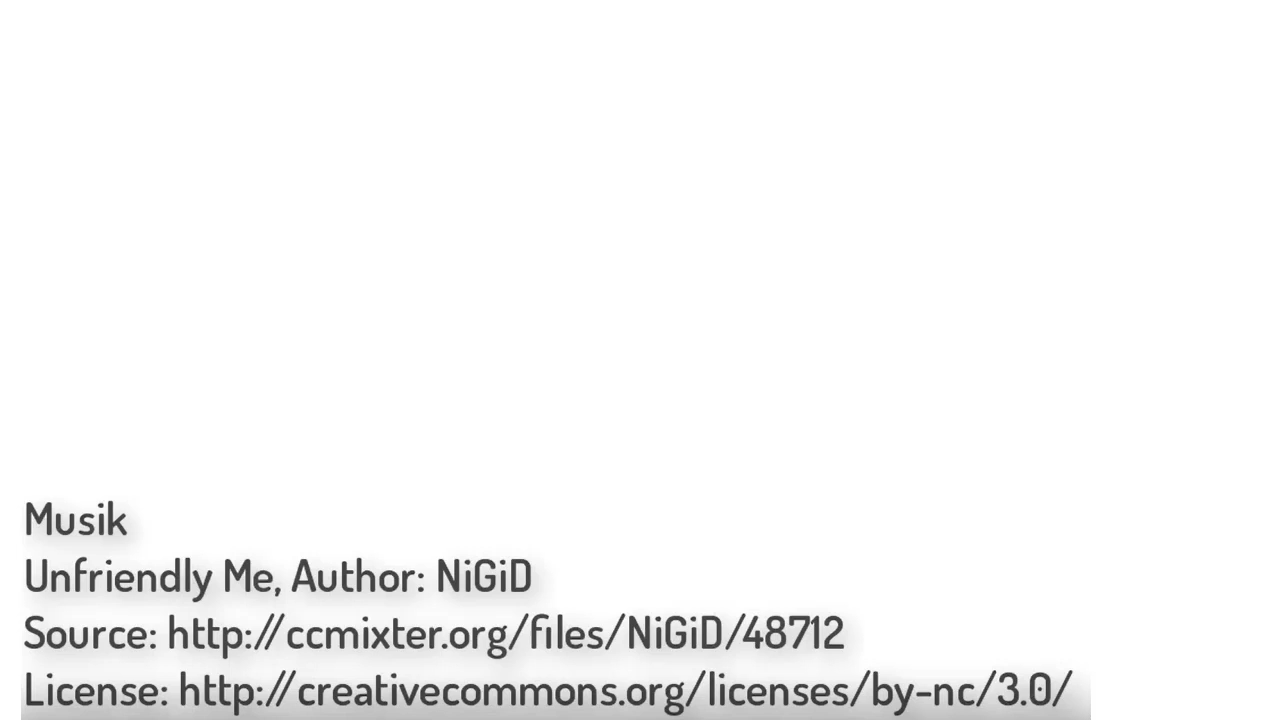 Musik
Unfriendly Me, Author: NiGiD
Source: http://ccmixter.org/files/NiGiD/48712
License: http://creativecommons.org/licenses/by-nc/3.0/